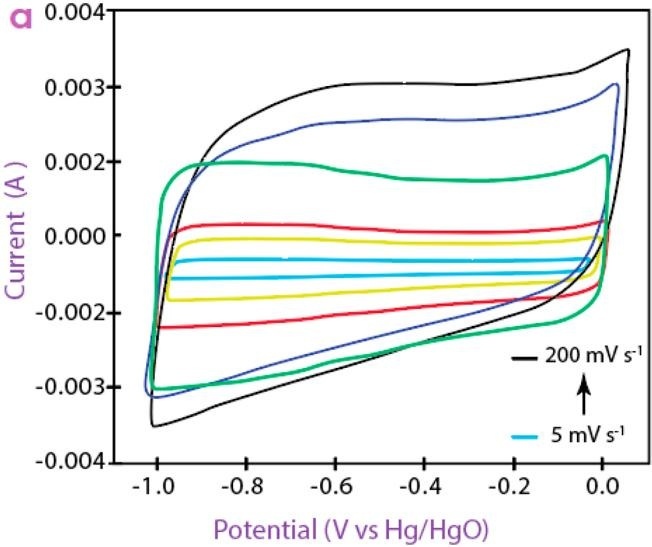 a
0.004
0.003
0.002
0.000
-0.002
-0.003
-0.004
Current (A)
200 mV s⁻¹
5 mV s⁻¹
-1.0 -0.8 -0.6 -0.4 -0.2 0.0
Potential (V vs Hg/HgO)